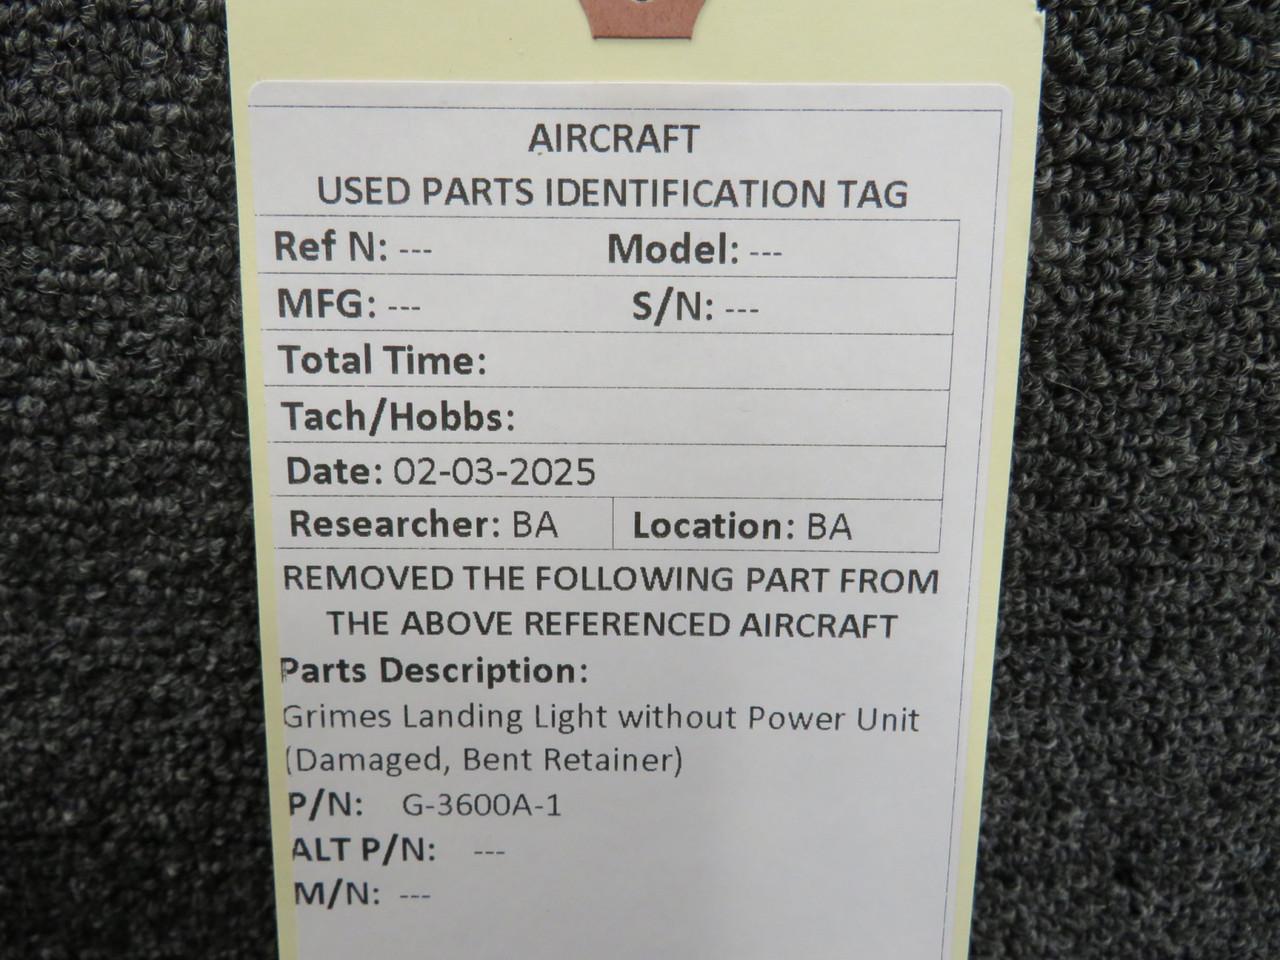 AIRCRAFT
USED PARTS IDENTIFICATION TAG
Ref N: --- Model: ---
MFG: --- S/N: ---
Total Time:
Tach/Hobbs:
Date: 02-03-2025
Researcher: BA Location: BA
REMOVED THE FOLLOWING PART FROM
THE ABOVE REFERENCED AIRCRAFT
Parts Description:
Grimes Landing Light without Power Unit
(Damaged, Bent Retainer)
P/N: G-3600A-1
ALT P/N: ---
M/N: ---